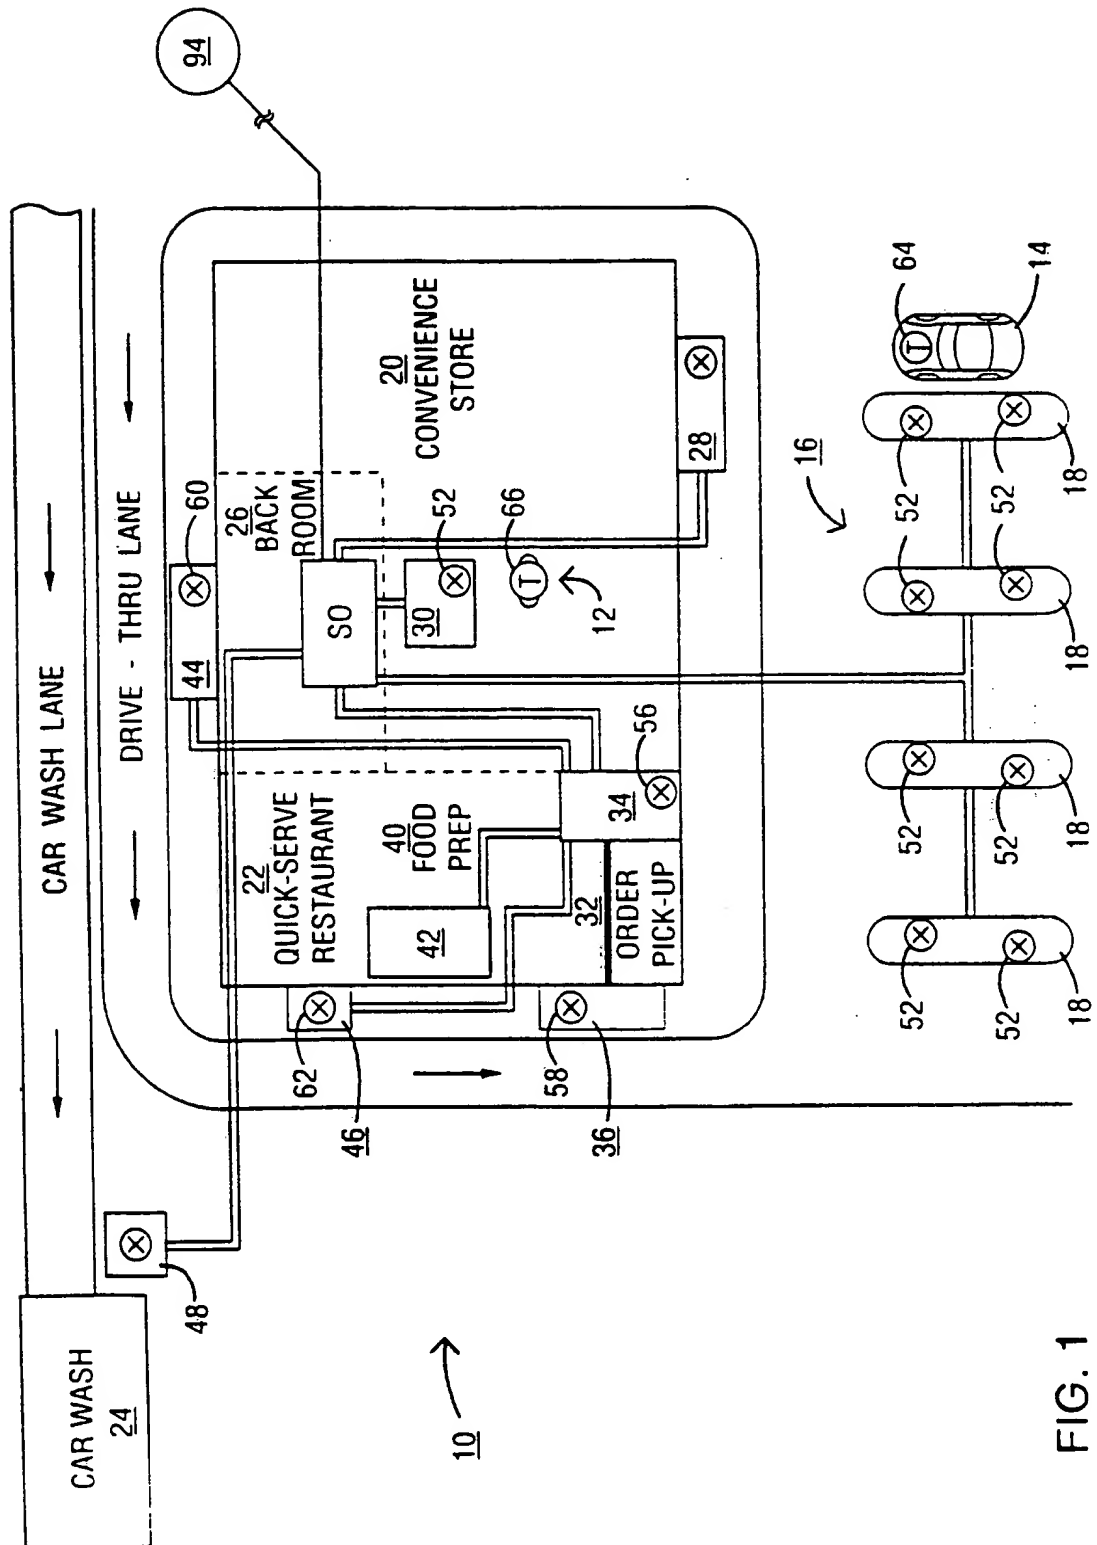 CAR WASH
24
CAR WASH LANE
DRIVE - THRU LANE
94
48
44
60
26
BACK
ROOM
SO
22
QUICK-SERVE
RESTAURANT
40
FOOD
PREP
42
20
CONVENIENCE
STORE
30
52
66
T
12
28
62
46
58
36
32
ORDER
PICK-UP
34
56
10
16
64
T
14
52
52
18
52
52
18
52
52
18
52
52
18
FIG. 1